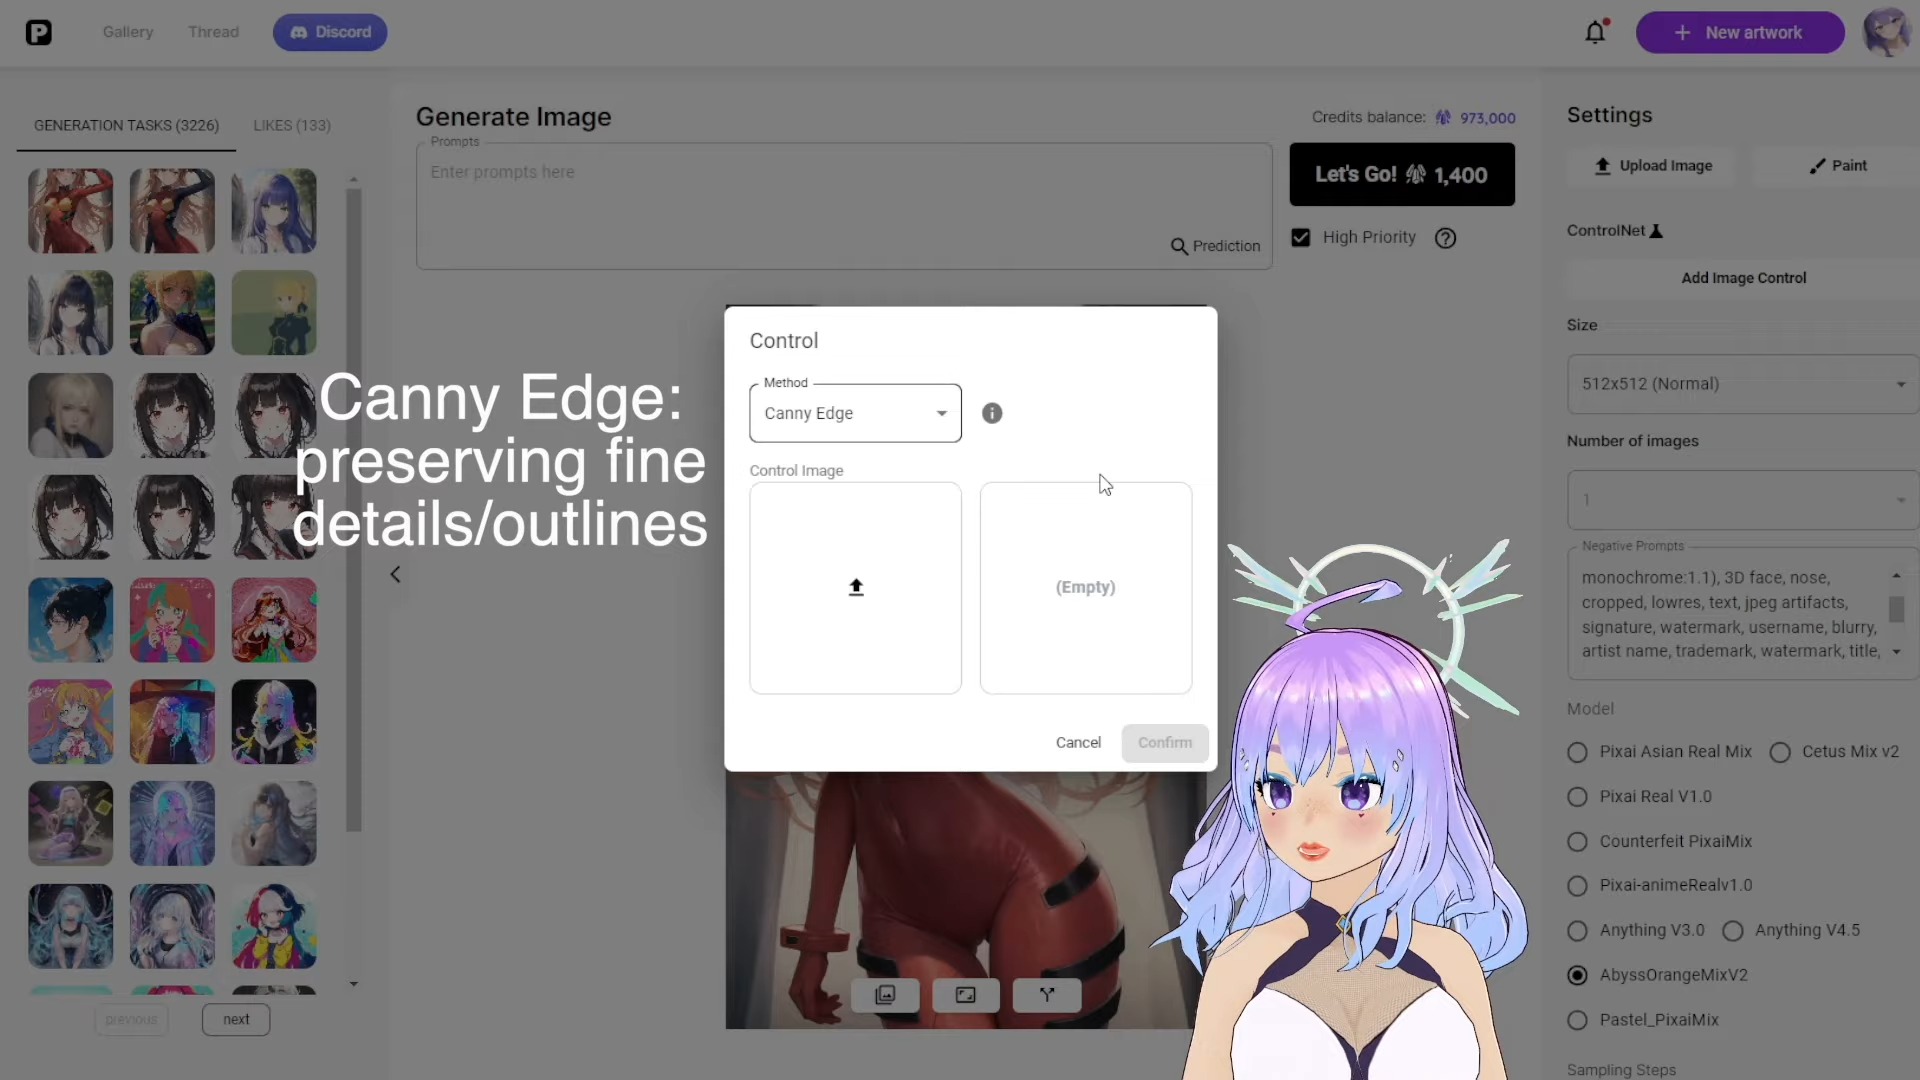 P
Gallery
Thread
Discord
New artwork
GENERATION TASKS (3226)
LIKES (133)
Generate Image
Credits balance: 973,000
Prompts
Enter prompts here
Prediction
Let's Go! 1,400
High Priority
Canny Edge:
preserving fine
details/outlines
Control
Method
Canny Edge
Control Image
(Empty)
Cancel
Confirm
previous
next
Settings
Upload Image
Paint
ControlNet
Add Image Control
Size
512x512 (Normal)
Number of images
1
Negative Prompts
monochrome:1.1), 3D face, nose,
cropped, lowres, text, jpeg artifacts,
signature, watermark, username, blurry,
artist name, trademark, watermark, title,
Model
Pixai Asian Real Mix
Cetus Mix v2
Pixai Real V1.0
Counterfeit PixaiMix
Pixai-animeRealv1.0
Anything V3.0
Anything V4.5
AbyssOrangeMixV2
Pastel_PixaiMix
Sampling Steps